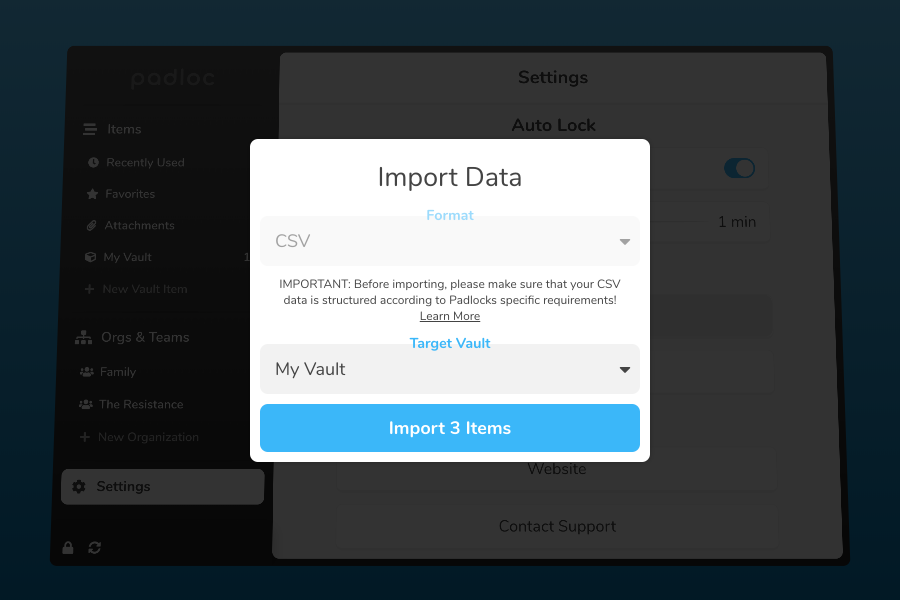 padloc
Items
Recently Used
Favorites
Attachments
My Vault
1
New Vault Item
Orgs & Teams
Family
The Resistance
New Organization
Settings
Settings
Auto Lock
1 min
Website
Contact Support
Import Data
Format
CSV
IMPORTANT: Before importing, please make sure that your CSV
data is structured according to Padlocks specific requirements!
Learn More
Target Vault
My Vault
Import 3 Items